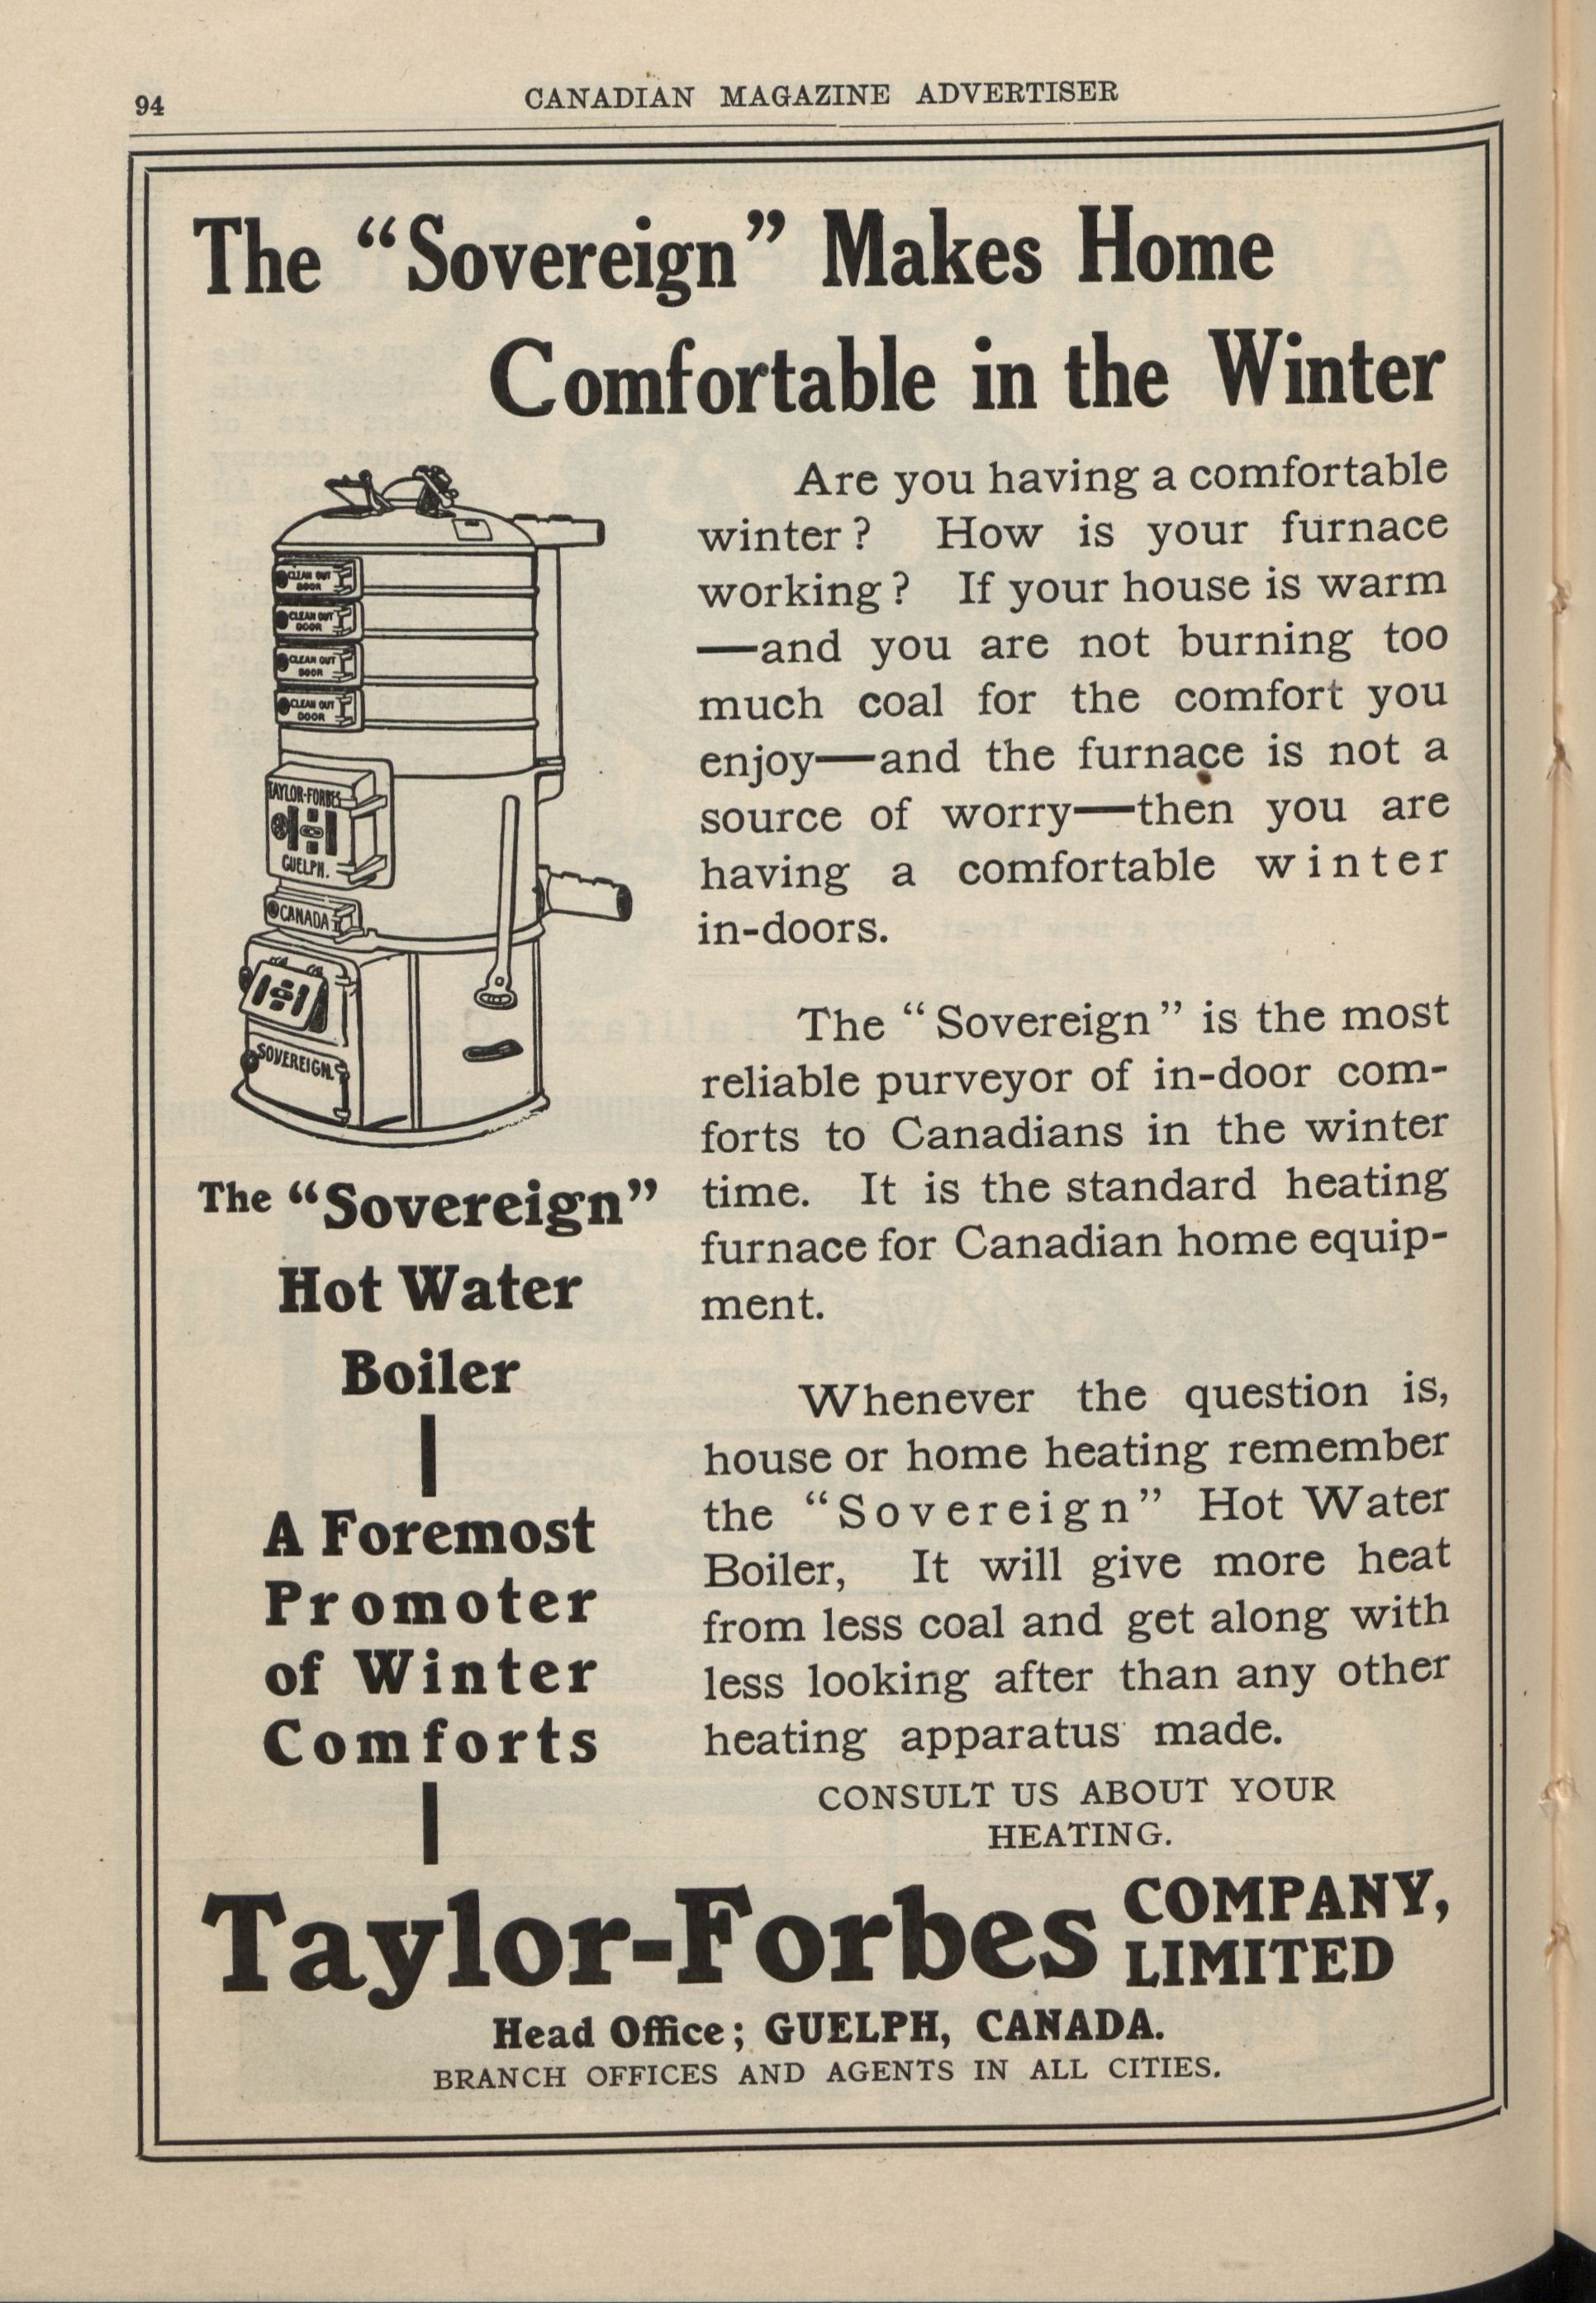 94
CANADIAN MAGAZINE ADVERTISER
The “Sovereign” Makes Home
Comfortable in the Winter
CLEAN OUT
DOOR
CLEAN OUT
DOOR
CLEAN OUT
DOOR
CLEAN OUT
DOOR
TAYLOR-FORBES
GUELPH.
CANADA
SOVEREIGN.
The “Sovereign”
Hot Water
Boiler
A Foremost
Promoter
of Winter
Comforts
Are you having a comfortable
winter? How is your furnace
working? If your house is warm
—and you are not burning too
much coal for the comfort you
enjoy—and the furnace is not a
source of worry—then you are
having a comfortable winter
in-doors.
The “Sovereign” is the most
reliable purveyor of in-door com-
forts to Canadians in the winter
time. It is the standard heating
furnace for Canadian home equip-
ment.
Whenever the question is,
house or home heating remember
the “Sovereign” Hot Water
Boiler, It will give more heat
from less coal and get along with
less looking after than any other
heating apparatus made.
CONSULT US ABOUT YOUR
HEATING.
Taylor-Forbes COMPANY,
LIMITED
Head Office; GUELPH, CANADA.
BRANCH OFFICES AND AGENTS IN ALL CITIES.